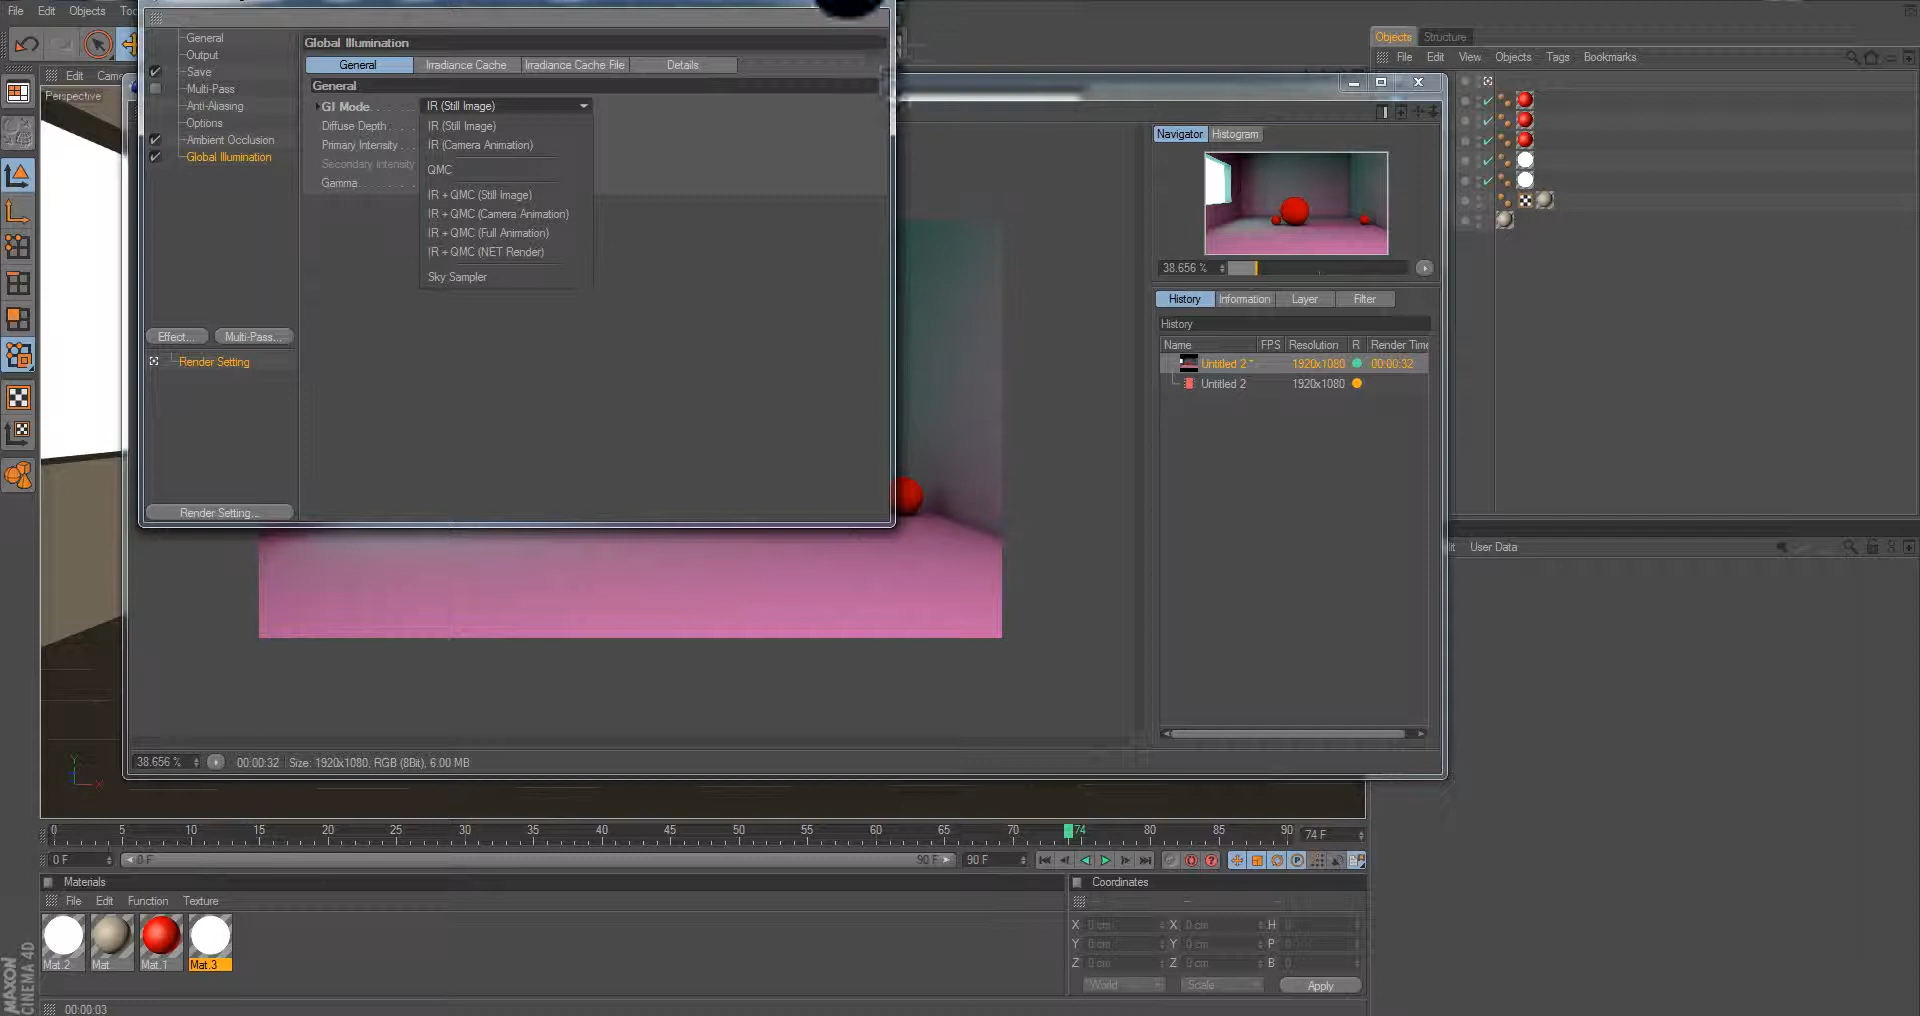 File Edit Objects
General
Output
Save
Multi-Pass
Anti-Aliasing
Options
Ambient Occlusion
Global Illumination
Effect... Multi-Pass...
Render Setting
Render Setting...
Global Illumination
General Irradiance Cache Irradiance Cache File Details
General
GI Mode IR (Still Image)
Diffuse Depth
Primary Intensity
Secondary Intensity
Gamma
IR (Still Image)
IR (Camera Animation)
QMC
IR + QMC (Still Image)
IR + QMC (Camera Animation)
IR + QMC (Full Animation)
IR + QMC (NET Render)
Sky Sampler
Edit
Perspective
Navigator Histogram
38.656 %
History Information Layer Filter
History
Name FPS Resolution R Render Time
Untitled 2 * 1920x1080 00:00:32
Untitled 2 1920x1080
38.656 % 00:00:32 Size: 1920x1080, RGB (8Bit), 6.00 MB
Objects Structure
File Edit View Objects Tags Bookmarks
User Data
0 5 10 15 20 25 30 35 40 45 50 55 60 65 70 74 80 85 90 74 F
0 F 0 F 90 F 90 F
Materials
File Edit Function Texture
Mat.2 Mat Mat.1 Mat.3
Coordinates
X 0 cm X 0 cm H 0
Y 0 cm Y 0 cm P 0
Z 0 cm Z 0 cm B 0
World Scale Apply
MAXON
CINEMA 4D
00:00:03